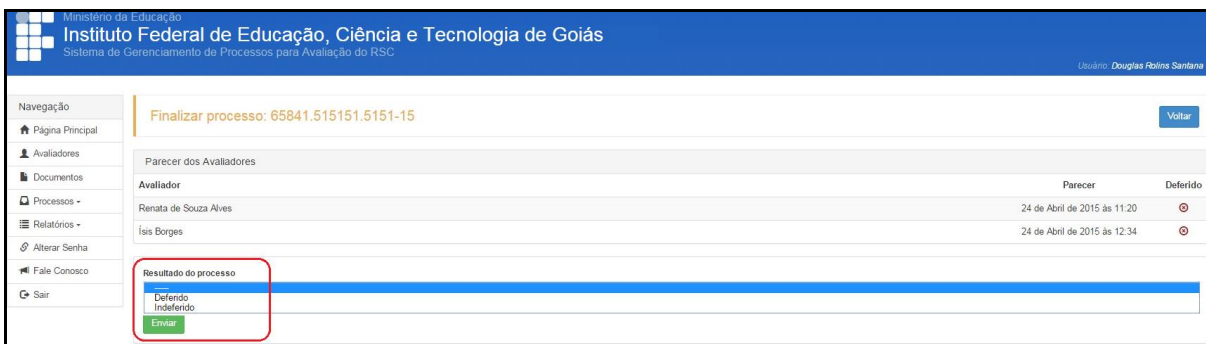 Ministério da Educação
Instituto Federal de Educação, Ciência e Tecnologia de Goiás
Sistema de Gerenciamento de Processos para Avaliação do RSC
Usuário: Douglas Rolins Santana
Navegação
Página Principal
Avaliadores
Documentos
Processos
Relatórios
Alterar Senha
Fale Conosco
Sair
Finalizar processo: 65841.515151.5151-15
Voltar
Parecer dos Avaliadores
Avaliador Parecer Deferido
Renata de Souza Alves 24 de Abril de 2015 às 11:20
Ísis Borges 24 de Abril de 2015 às 12:34
Resultado do processo
-----
Deferido
Indeferido
Enviar